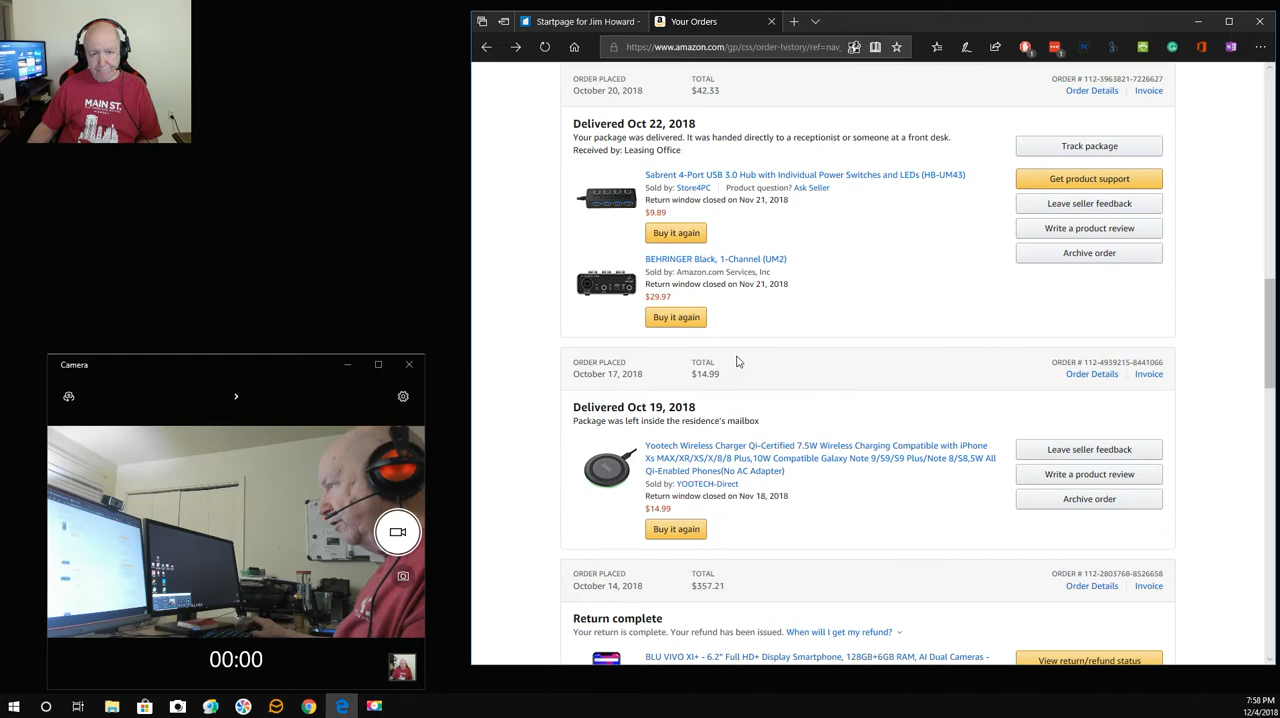 MAIN ST.
Startpage for Jim Howard -
Your Orders
https://www.amazon.com/gp/css/order-history/ref=nav_
ORDER PLACED
October 20, 2018
TOTAL
$42.33
ORDER # 112-3963821-7226627
Order Details
Invoice
Delivered Oct 22, 2018
Your package was delivered. It was handed directly to a receptionist or someone at a front desk.
Received by: Leasing Office
Track package
Get product support
Leave seller feedback
Write a product review
Archive order
Sabrent 4-Port USB 3.0 Hub with Individual Power Switches and LEDs (HB-UM43)
Sold by: Store4PC | Product question? Ask Seller
Return window closed on Nov 21, 2018
$9.89
Buy it again
BEHRINGER Black, 1-Channel (UM2)
Sold by: Amazon.com Services, Inc
Return window closed on Nov 21, 2018
$29.97
Buy it again
ORDER PLACED
October 17, 2018
TOTAL
$14.99
ORDER # 112-4939215-8441066
Order Details
Invoice
Delivered Oct 19, 2018
Package was left inside the residence's mailbox
Yootech Wireless Charger Qi-Certified 7.5W Wireless Charging Compatible with iPhone
Xs MAX/XR/XS/X/8/8 Plus,10W Compatible Galaxy Note 9/S9/S9 Plus/Note 8/S8,5W All
Qi-Enabled Phones(No AC Adapter)
Sold by: YOOTECH-Direct
Return window closed on Nov 18, 2018
$14.99
Buy it again
Leave seller feedback
Write a product review
Archive order
ORDER PLACED
October 14, 2018
TOTAL
$357.21
ORDER # 112-2803768-8526658
Order Details
Invoice
Return complete
Your return is complete. Your refund has been issued. When will I get my refund?
BLU VIVO XI+ - 6.2" Full HD+ Display Smartphone, 128GB+6GB RAM, AI Dual Cameras –
View return/refund status
Camera
00:00
7:58 PM
12/4/2018